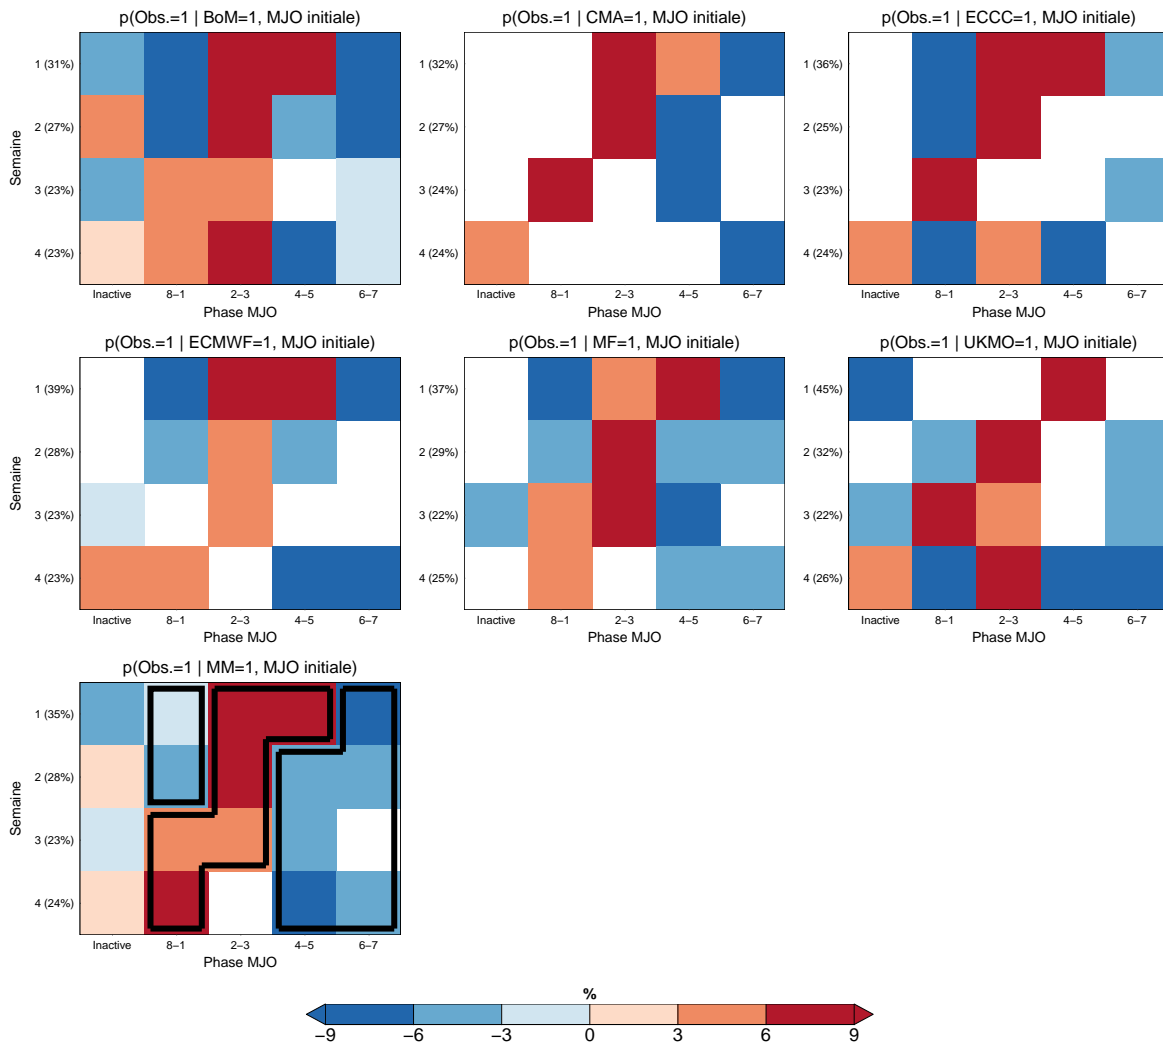 p(Obs.=1 | BoM=1, MJO initiale)
Semaine
1 (31%)
2 (27%)
3 (23%)
4 (23%)
Inactive 8−1 2−3 4−5 6−7
Phase MJO
p(Obs.=1 | CMA=1, MJO initiale)
1 (32%)
2 (27%)
3 (24%)
4 (24%)
Inactive 8−1 2−3 4−5 6−7
Phase MJO
p(Obs.=1 | ECCC=1, MJO initiale)
1 (36%)
2 (25%)
3 (23%)
4 (24%)
Inactive 8−1 2−3 4−5 6−7
Phase MJO
p(Obs.=1 | ECMWF=1, MJO initiale)
Semaine
1 (39%)
2 (28%)
3 (23%)
4 (23%)
Inactive 8−1 2−3 4−5 6−7
Phase MJO
p(Obs.=1 | MF=1, MJO initiale)
1 (37%)
2 (29%)
3 (22%)
4 (25%)
Inactive 8−1 2−3 4−5 6−7
Phase MJO
p(Obs.=1 | UKMO=1, MJO initiale)
1 (45%)
2 (32%)
3 (22%)
4 (26%)
Inactive 8−1 2−3 4−5 6−7
Phase MJO
p(Obs.=1 | MM=1, MJO initiale)
Semaine
1 (35%)
2 (28%)
3 (23%)
4 (24%)
Inactive 8−1 2−3 4−5 6−7
Phase MJO
%
−9 −6 −3 0 3 6 9